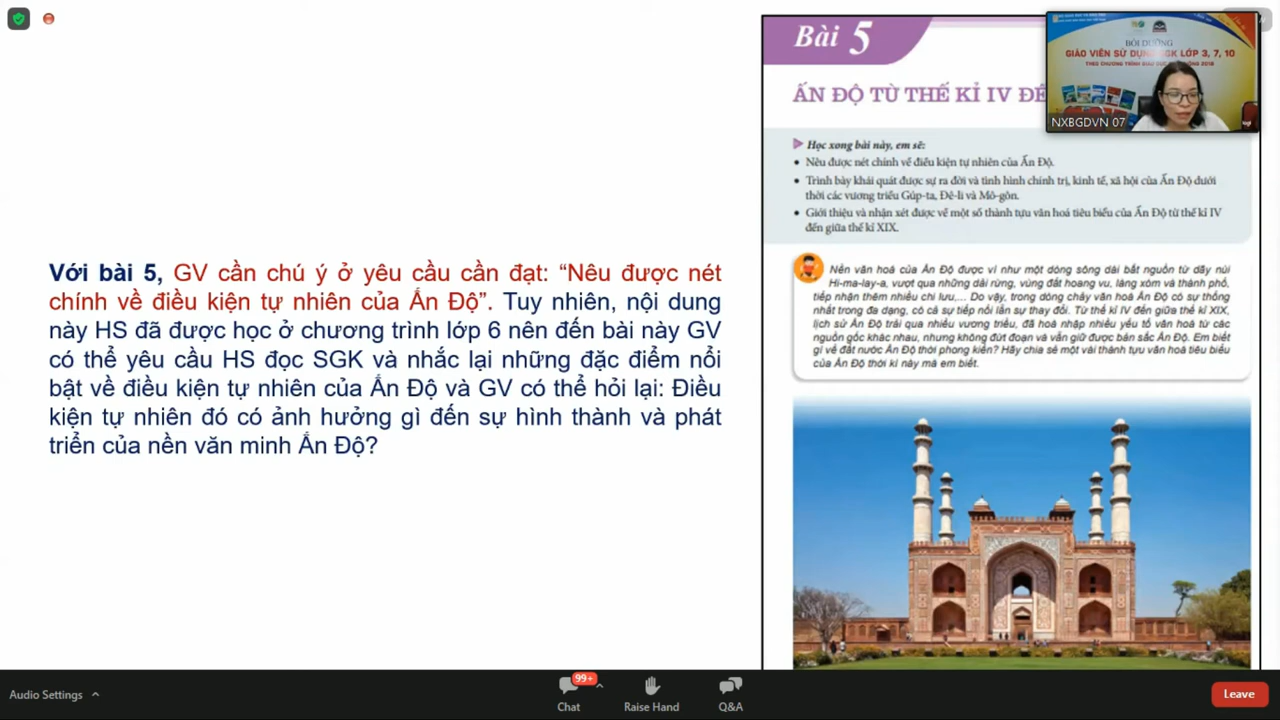 Bài 5
ẤN ĐỘ TỪ THẾ KỈ IV ĐẾ
BỒI DƯỠNG
GIÁO VIÊN SỬ DỤNG SGK LỚP 3, 7, 10
NXBGDVN 07
Học xong bài này, em sẽ:
• Nêu được nét chính về điều kiện tự nhiên của Ấn Độ.
• Trình bày khái quát được sự ra đời và tình hình chính trị, kinh tế, xã hội của Ấn Độ dưới
thời các vương triều Gúp-ta, Đê-li và Mô-gôn.
• Giới thiệu và nhận xét được về một số thành tựu văn hoá tiêu biểu của Ấn Độ từ thế kỉ IV
đến giữa thế kỉ XIX.
Nền văn hoá của Ấn Độ được ví như một dòng sông dài bắt nguồn từ dãy núi
Hi-ma-lay-a, vượt qua những dải rừng, vùng đất hoang vu, làng xóm và thành phố,
tiếp nhận thêm nhiều chi lưu,... Do vậy, trong dòng chảy văn hoá Ấn Độ có sự thống
nhất trong đa dạng, có cả sự tiếp nối lẫn sự thay đổi. Từ thế kỉ IV đến giữa thế kỉ XIX,
lịch sử Ấn Độ trải qua nhiều vương triều, đã hoà nhập nhiều yếu tố văn hoá từ các
nguồn gốc khác nhau, nhưng không đứt đoạn và vẫn giữ được bản sắc Ấn Độ. Em biết
gì về đất nước Ấn Độ thời phong kiến? Hãy chia sẻ một vài thành tựu văn hoá tiêu biểu
của Ấn Độ thời kì này mà em biết.
Với bài 5, GV cần chú ý ở yêu cầu cần đạt: “Nêu được nét
chính về điều kiện tự nhiên của Ấn Độ”. Tuy nhiên, nội dung
này HS đã được học ở chương trình lớp 6 nên đến bài này GV
có thể yêu cầu HS đọc SGK và nhắc lại những đặc điểm nổi
bật về điều kiện tự nhiên của Ấn Độ và GV có thể hỏi lại: Điều
kiện tự nhiên đó có ảnh hưởng gì đến sự hình thành và phát
triển của nền văn minh Ấn Độ?
Audio Settings
99+
Chat
Raise Hand
Q&A
Leave